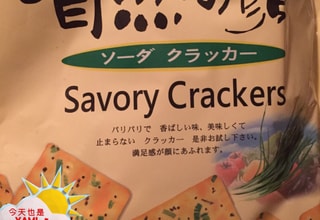 ソーダ クラッカー
Savory Crackers
パリパリで 香ばしい味、美味しくて
止まらない クラッカー 是非お試し下さい。
満足感が顔にあふれます。
今天也是